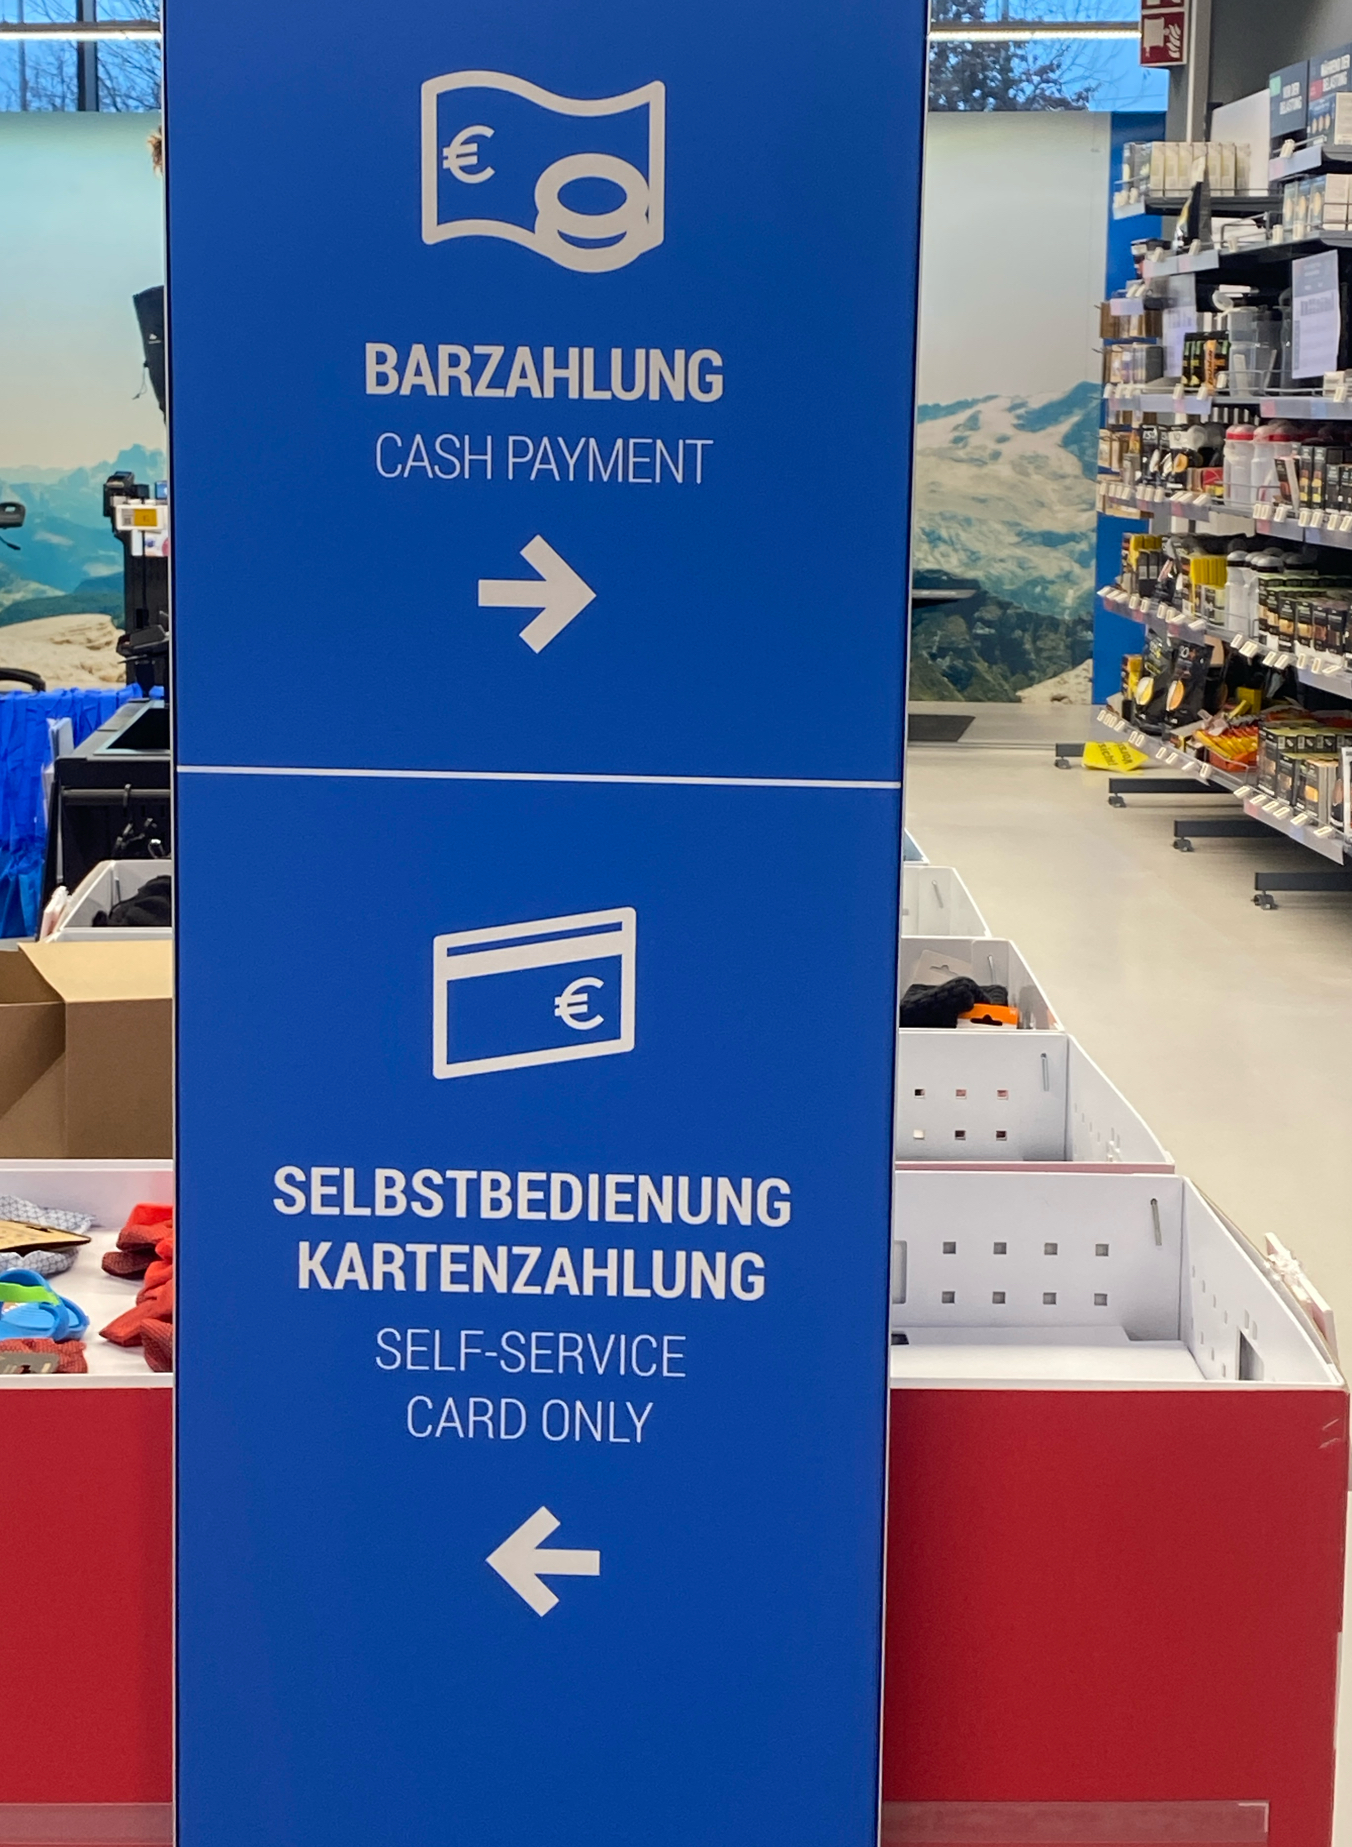 €
BARZAHLUNG
CASH PAYMENT
€
SELBSTBEDIENUNG
KARTENZAHLUNG
SELF-SERVICE
CARD ONLY